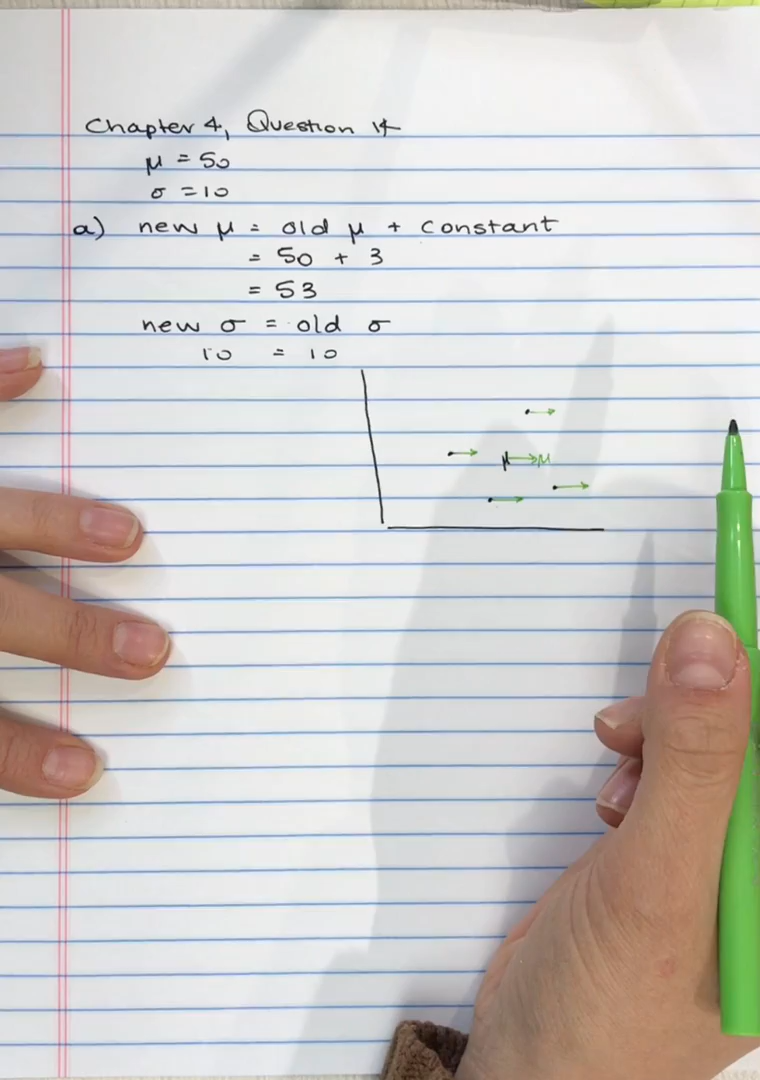 Chapter 4, Question 14
μ = 50
σ = 10
a) new μ = old μ + constant
= 50 + 3
= 53
new σ = old σ
10 = 10
μ μ